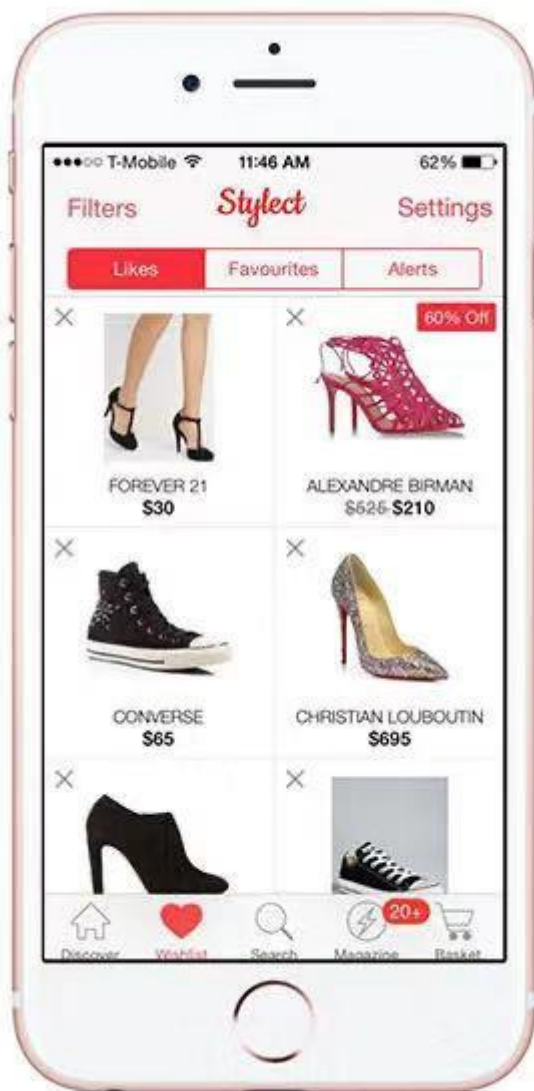 T-Mobile 11:46 AM 62%
Filters Stylect Settings
Likes Favourites Alerts
60% Off
FOREVER 21
$30
ALEXANDRE BIRMAN
$525 $210
CONVERSE
$65
CHRISTIAN LOUBOUTIN
$695
20+
Discover Wishlist Search Magazine Basket